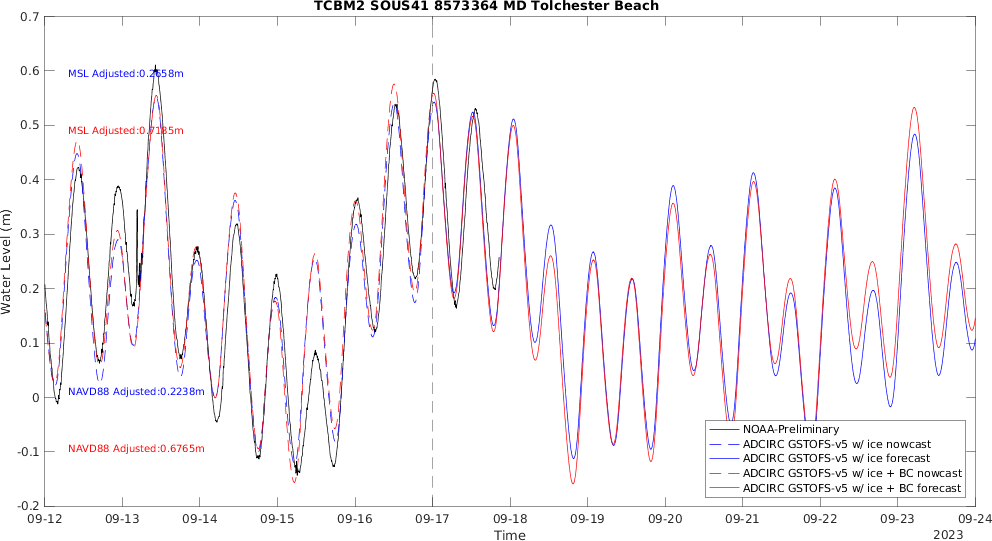 TCBM2 SOUS41 8573364 MD Tolchester Beach
0.7
0.6
0.5
0.4
0.3
0.2
0.1
0
-0.1
-0.2
Water Level (m)
MSL Adjusted:0.2658m
MSL Adjusted:0.7185m
NAVD88 Adjusted:0.2238m
NAVD88 Adjusted:0.6765m
NOAA-Preliminary
ADCIRC GSTOFS-v5 w/ ice nowcast
ADCIRC GSTOFS-v5 w/ ice forecast
ADCIRC GSTOFS-v5 w/ ice + BC nowcast
ADCIRC GSTOFS-v5 w/ ice + BC forecast
09-12 09-13 09-14 09-15 09-16 09-17 09-18 09-19 09-20 09-21 09-22 09-23 09-24
Time
2023